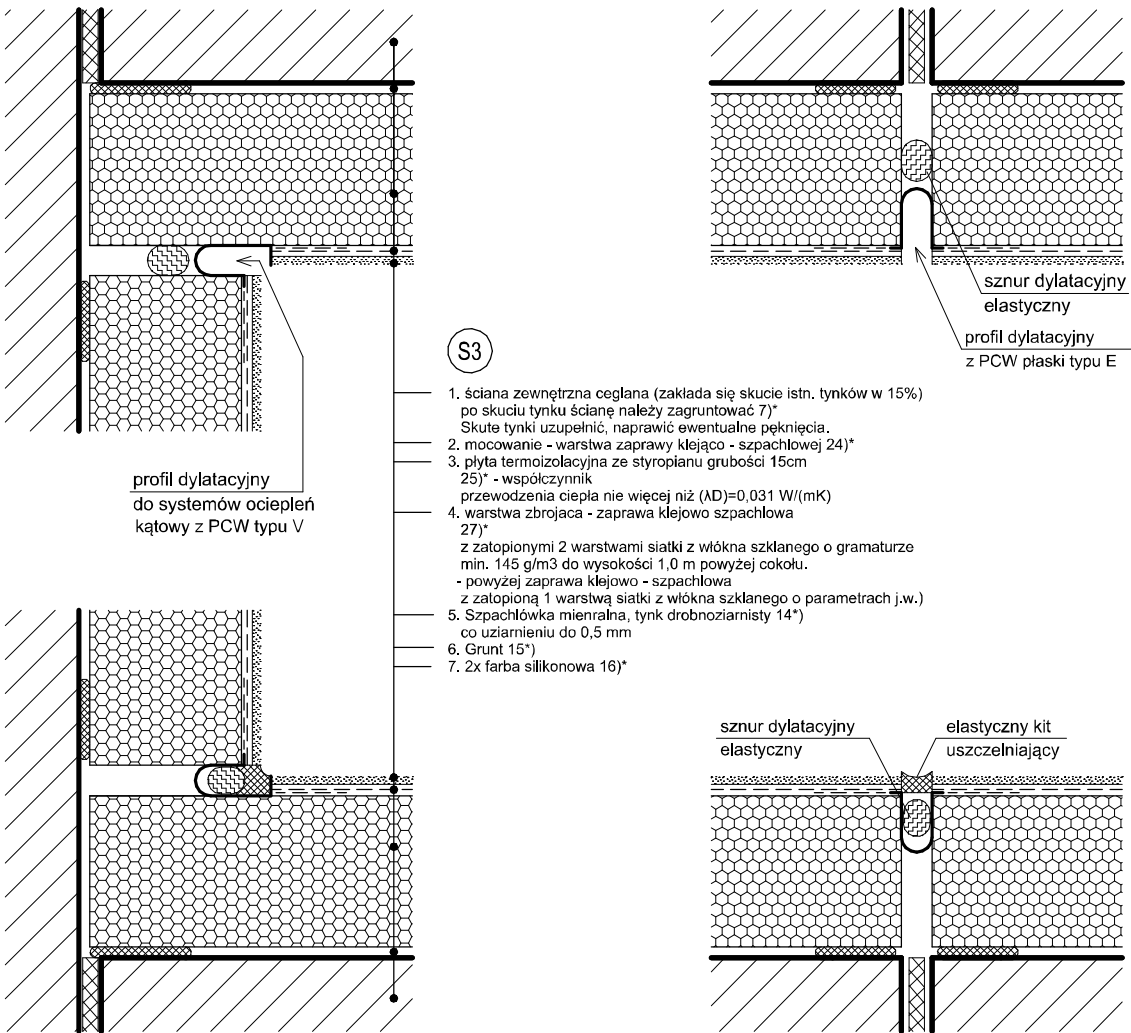 sznur dylatacyjny
elastyczny
profil dylatacyjny
z PCW płaski typu E
S3
1. ściana zewnętrzna ceglana (zakłada się skucie istn. tynków w 15%)
po skuciu tynku ścianę należy zagruntować 7)*
Skute tynki uzupełnić, naprawić ewentualne pęknięcia.
2. mocowanie - warstwa zaprawy klejąco - szpachlowej 24)*
3. płyta termoizolacyjna ze styropianu grubości 15cm
25)* - współczynnik
przewodzenia ciepła nie więcej niż (λD)=0,031 W/(mK)
4. warstwa zbrojaca - zaprawa klejowo szpachlowa
27)*
z zatopionymi 2 warstwami siatki z włókna szklanego o gramaturze
min. 145 g/m3 do wysokości 1,0 m powyżej cokołu.
- powyżej zaprawa klejowo - szpachlowa
z zatopioną 1 warstwą siatki z włókna szklanego o parametrach j.w.)
5. Szpachlówka mienralna, tynk drobnoziarnisty 14*)
co uziarnieniu do 0,5 mm
6. Grunt 15*)
7. 2x farba silikonowa 16)*
profil dylatacyjny
do systemów ociepleń
kątowy z PCW typu V
sznur dylatacyjny
elastyczny
elastyczny kit
uszczelniający